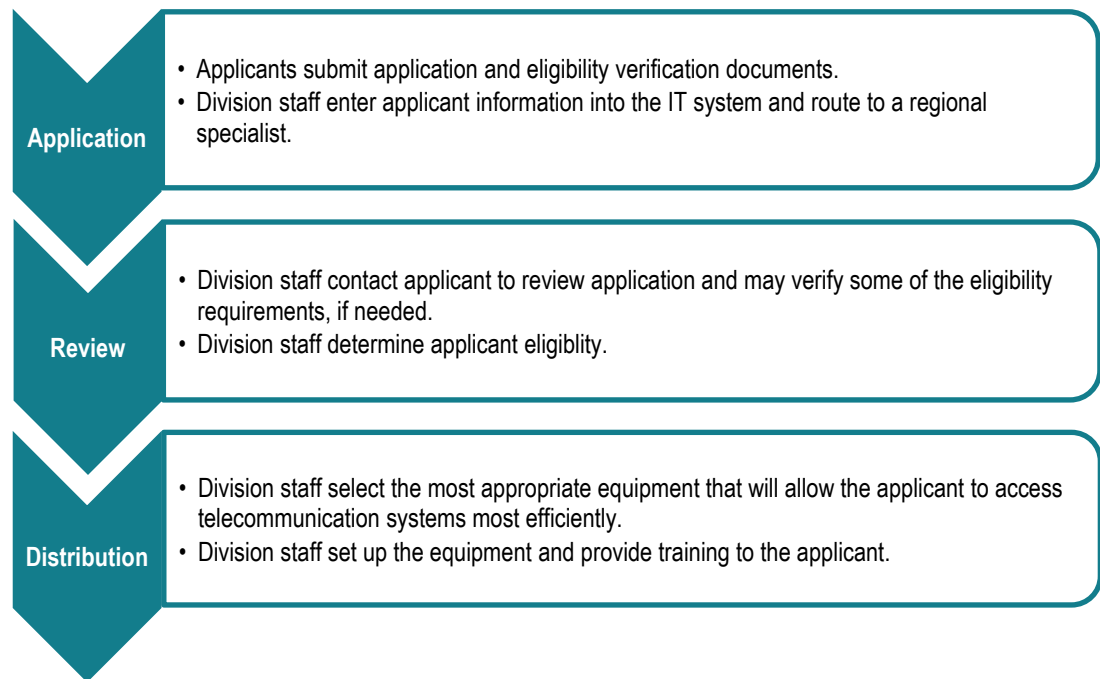 Application
• Applicants submit application and eligibility verification documents.
• Division staff enter applicant information into the IT system and route to a regional
specialist.
Review
• Division staff contact applicant to review application and may verify some of the eligibility
requirements, if needed.
• Division staff determine applicant eligiblity.
Distribution
• Division staff select the most appropriate equipment that will allow the applicant to access
telecommunication systems most efficiently.
• Division staff set up the equipment and provide training to the applicant.